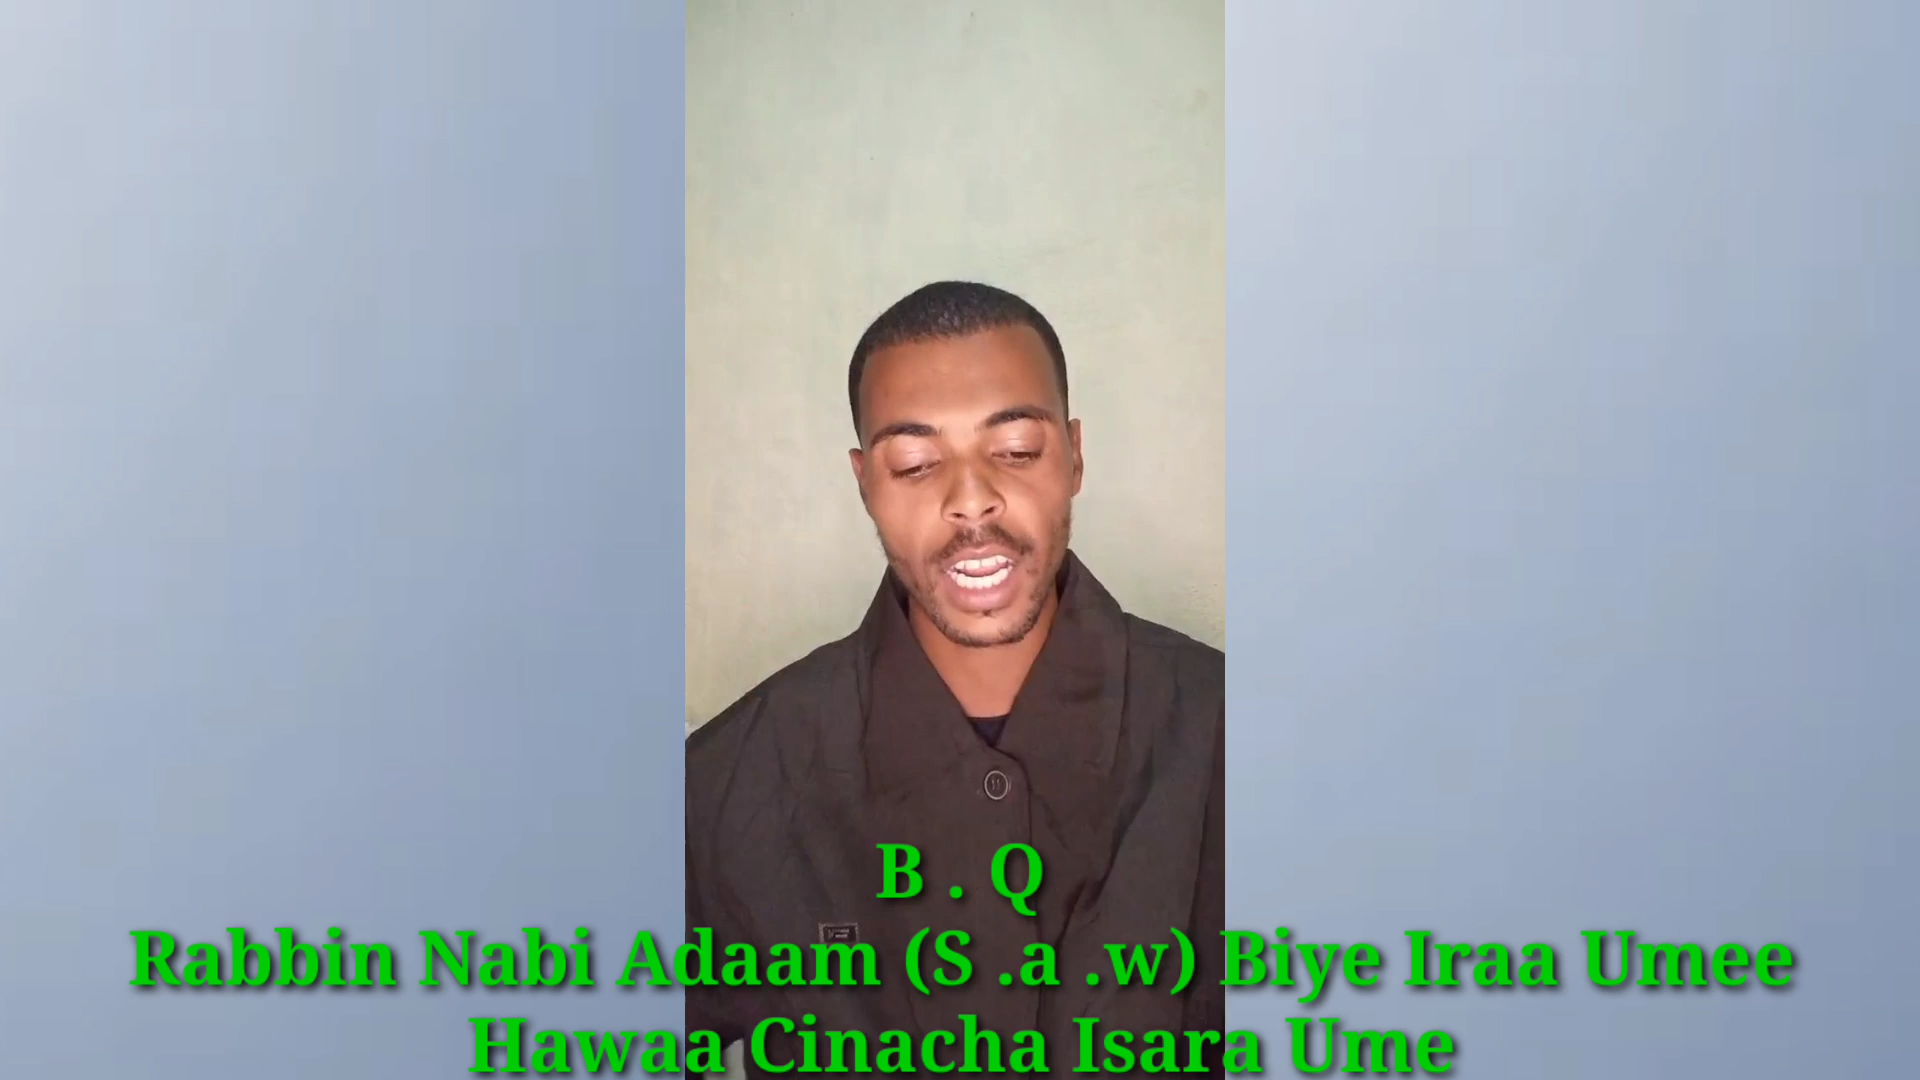 B . Q
Rabbin Nabi Adaam (S .a .w) Biye Iraa Umee
Hawaa Cinacha Isara Ume